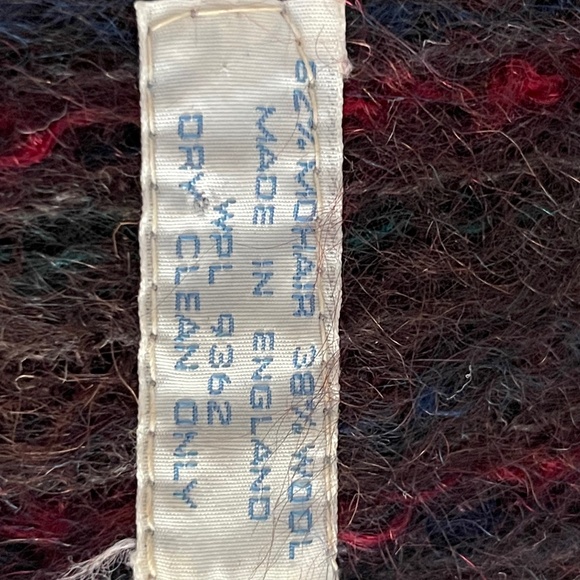 62% MOHAIR 38% WOOL
MADE IN ENGLAND
WPL 9362
DRY CLEAN ONLY